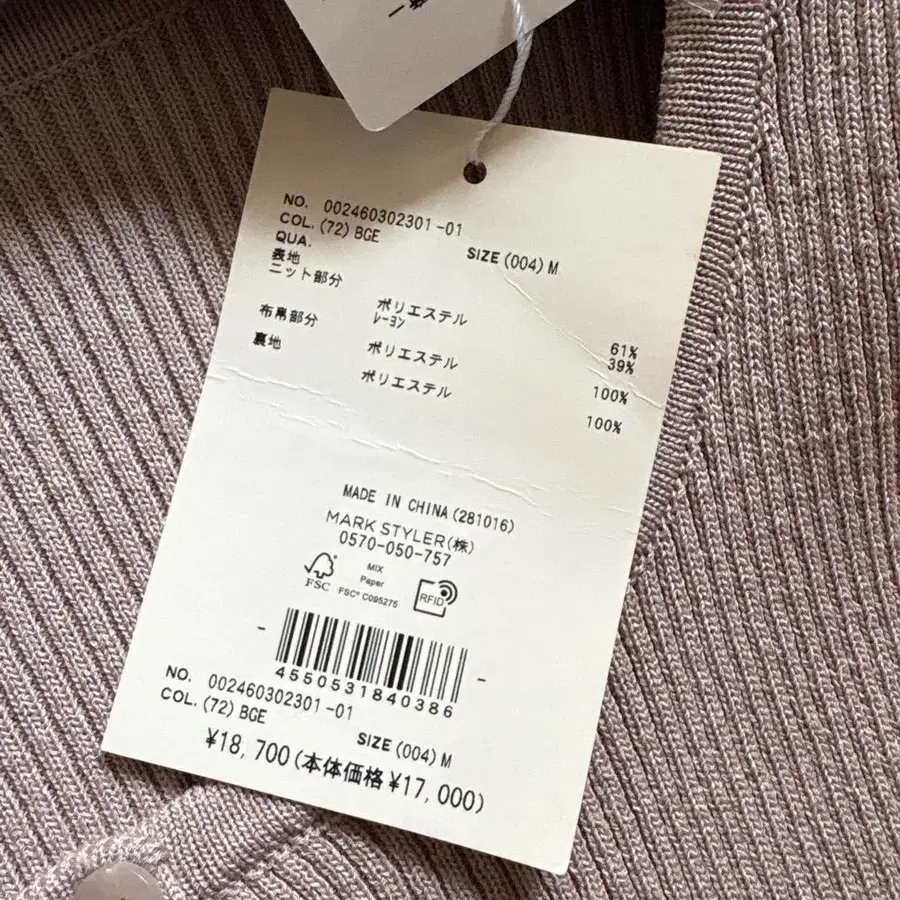 NO. 002460302301-01
COL. (72) BGE
SIZE (004) M
QUA.
表地
ニット部分
ポリエステル 61%
レーヨン 39%
布帛部分 ポリエステル 100%
裏地 ポリエステル 100%
MADE IN CHINA (281016)
MARK STYLER(株)
0570-050-757
FSC
MIX
Paper
FSC® C095275
RFID
4550531840386
NO. 002460302301-01
COL. (72) BGE
SIZE (004) M
¥18,700(本体価格¥17,000)